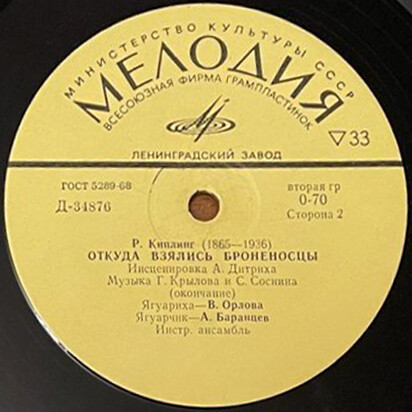 МИНИСТЕРСТВО КУЛЬТУРЫ СССР
МЕЛОДИЯ
ВСЕСОЮЗНАЯ ФИРМА ГРАМПЛАСТИНОК
▽33
ЛЕНИНГРАДСКИЙ ЗАВОД
ГОСТ 5289-68
вторая гр
Д-34876
0-70
Сторона 2
Р. Киплинг (1865—1936)
ОТКУДА ВЗЯЛИСЬ БРОНЕНОСЦЫ
Инсценировка А. Дитриха
Музыка Г. Крылова и С. Соснина
(окончание)
Ягуариха—В. Орлова
Ягуарчик—А. Баранцев
Инстр. ансамбль